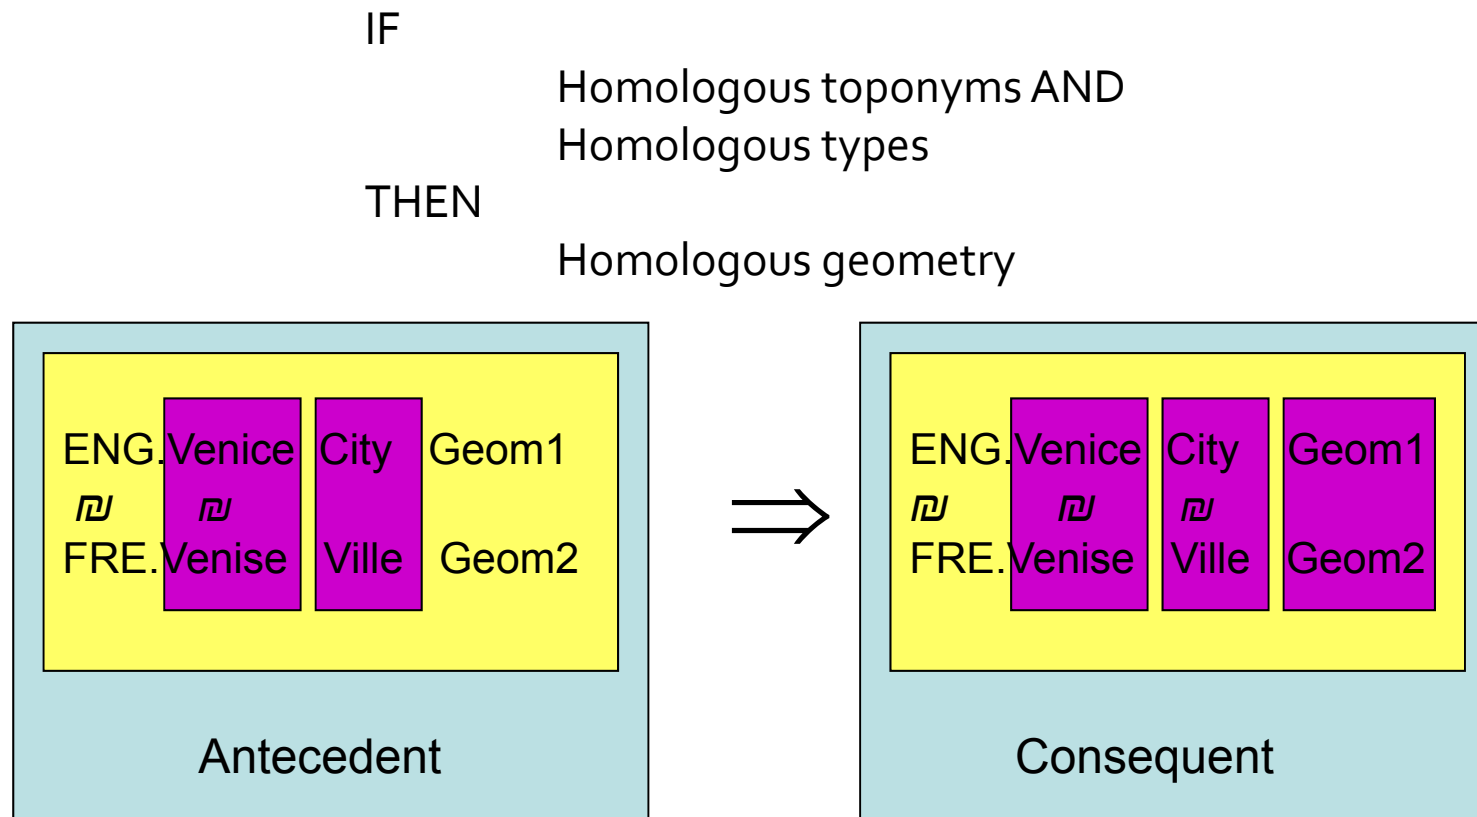 IF
Homologous toponyms AND
Homologous types
THEN
Homologous geometry
ENG. Venice City Geom1
₪ ₪
FRE. Venise Ville Geom2
Antecedent
⇒
ENG. Venice City Geom1
₪ ₪ ₪
FRE. Venise Ville Geom2
Consequent